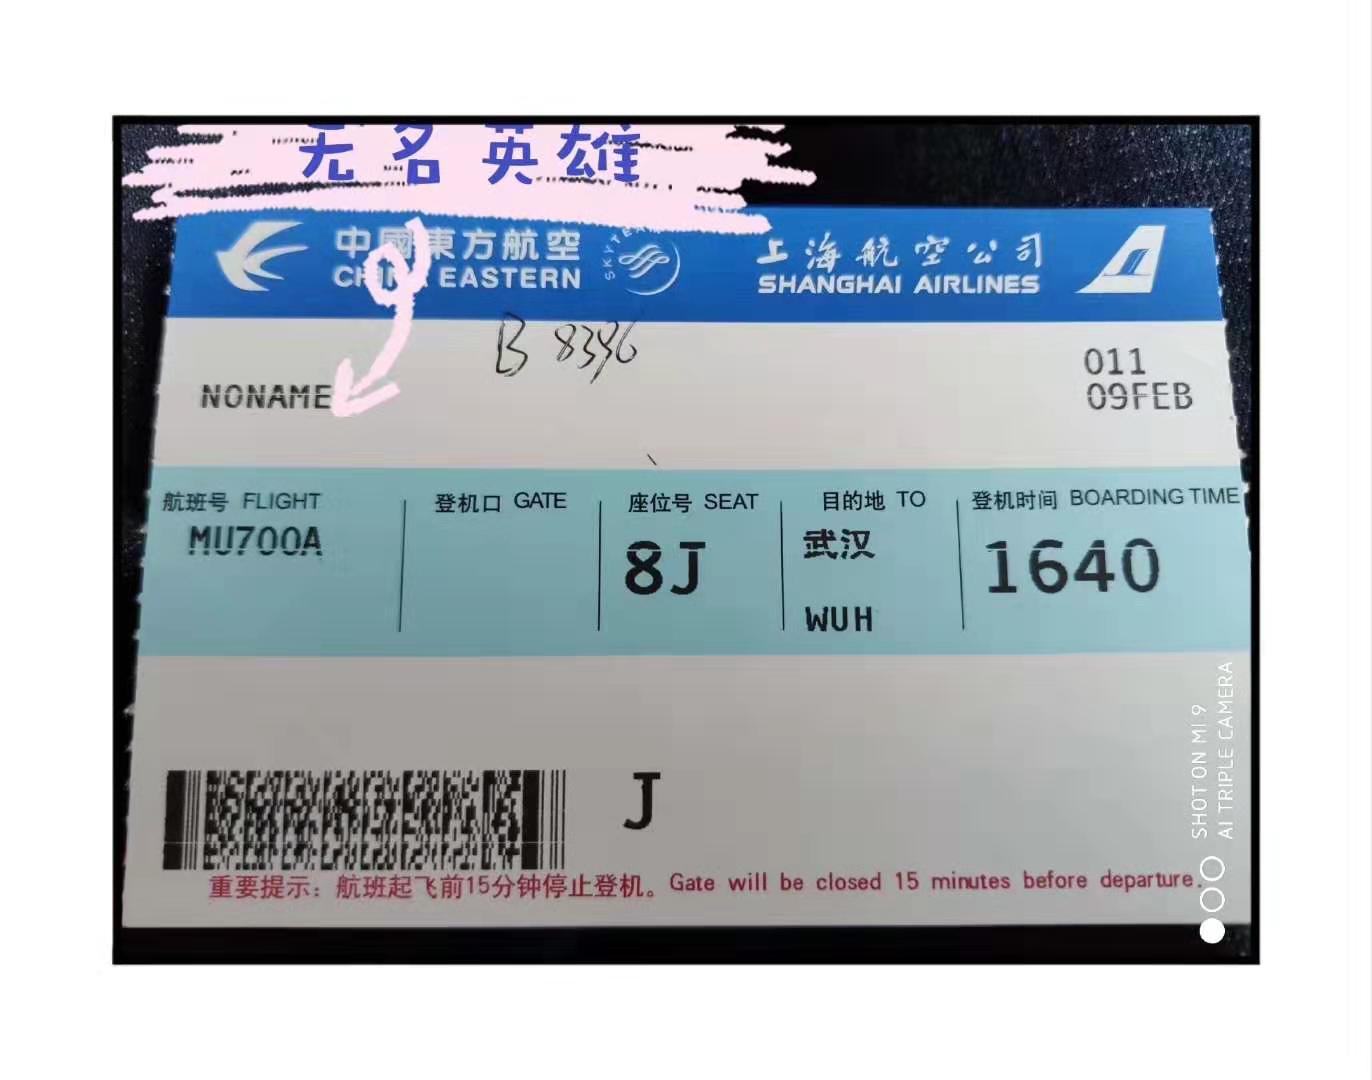 无名英雄
中國東方航空
CHINA EASTERN
SKYTEAM
上海航空公司
SHANGHAI AIRLINES
B 8396
011
NONAME
09FEB
航班号 FLIGHT
登机口 GATE
座位号 SEAT
目的地 TO
登机时间 BOARDING TIME
MU700A
8J
武汉
WUH
1640
J
重要提示：航班起飞前15分钟停止登机。Gate will be closed 15 minutes before departure.
SHOT ON MI 9
AI TRIPLE CAMERA